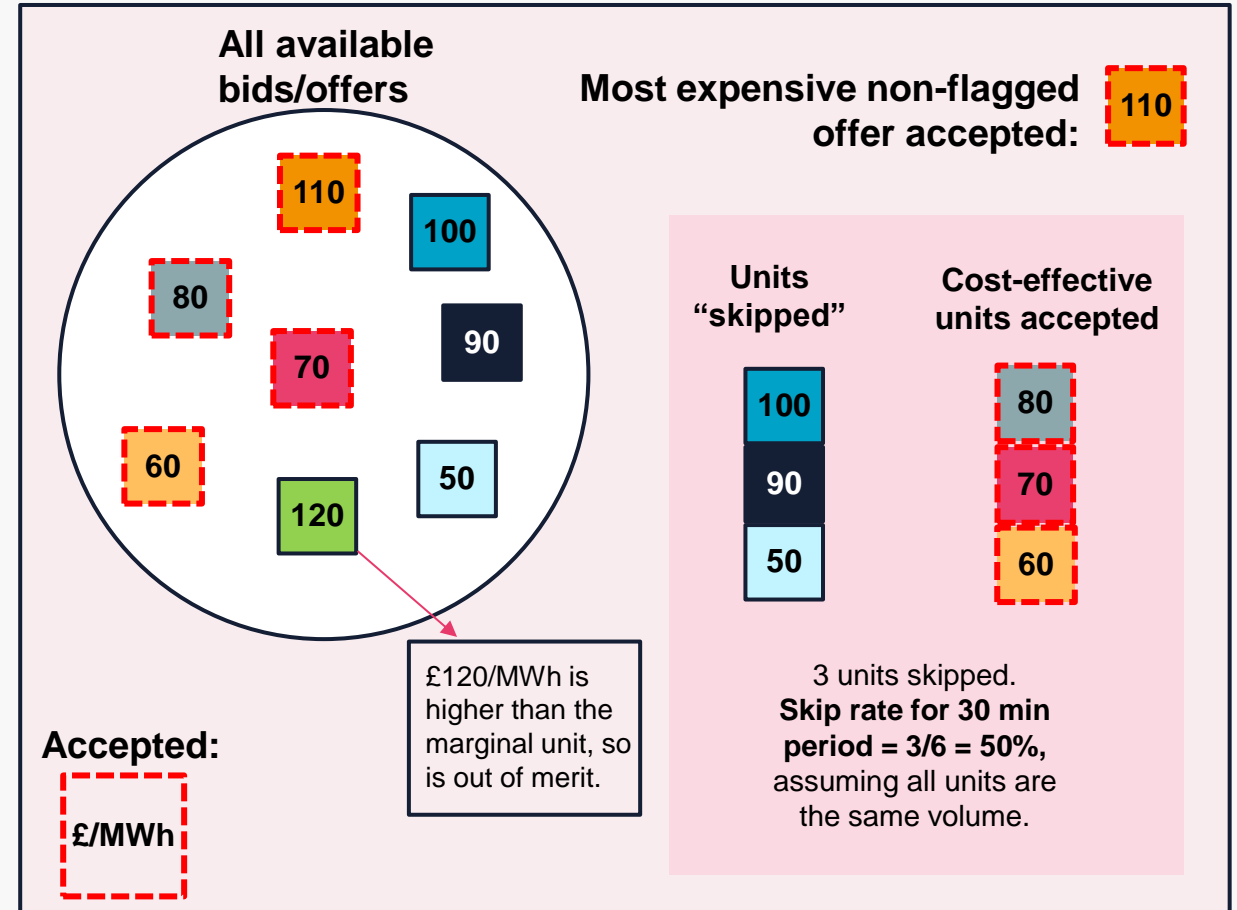 All available
bids/offers
110
100
80
90
70
60
50
120
£120/MWh is
higher than the
marginal unit, so
is out of merit.
Accepted:
£/MWh
Most expensive non-flagged
offer accepted:
110
Units
“skipped”
100
90
50
Cost-effective
units accepted
80
70
60
3 units skipped.
Skip rate for 30 min
period = 3/6 = 50%,
assuming all units are
the same volume.